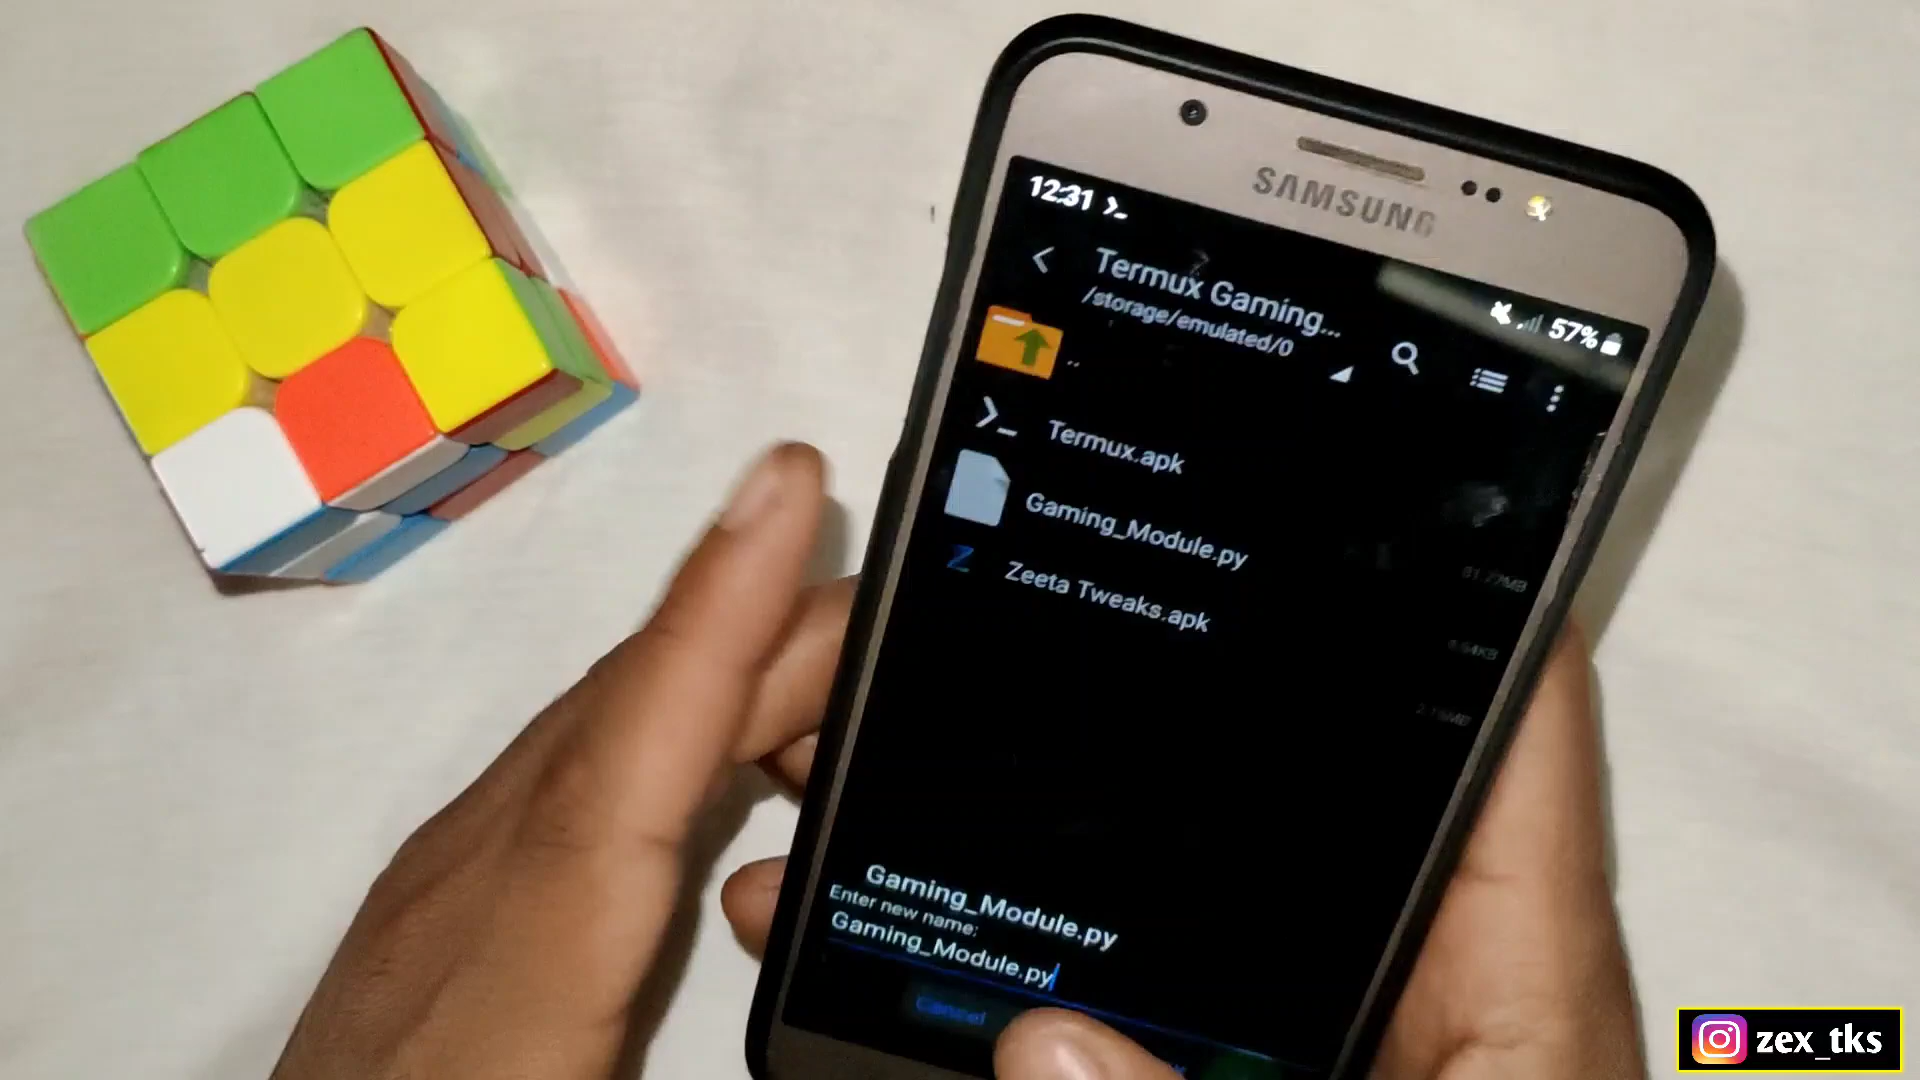 SAMSUNG
12:31
57%
Termux Gaming...
/storage/emulated/0
..
Termux.apk
Gaming_Module.py
Zeeta Tweaks.apk
Gaming_Module.py
Enter new name:
Gaming_Module.py
Cancel
zex_tks